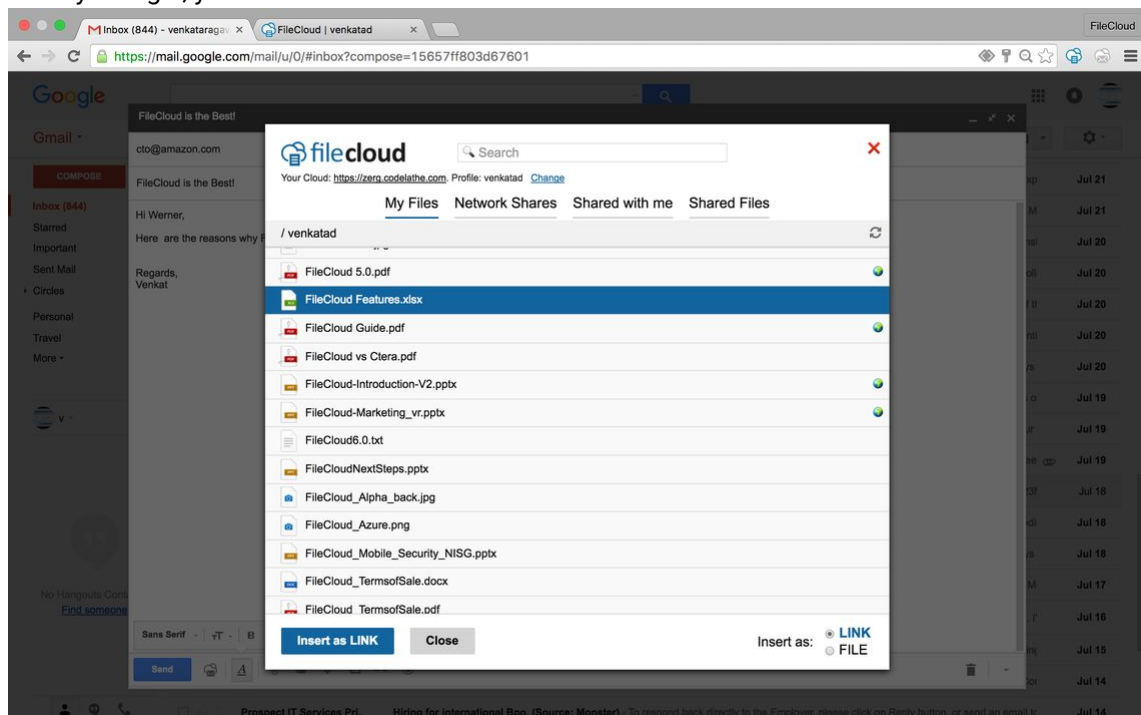 Inbox (844) - venkataragav
FileCloud | venkatad
FileCloud
https://mail.google.com/mail/u/0/#inbox?compose=15657ff803d67601
Google
FileCloud is the Best!
Gmail
cto@amazon.com
COMPOSE
FileCloud is the Best!
Inbox (844)
Starred
Important
Sent Mail
Circles
Personal
Travel
More
Hi Werner,
Here are the reasons why
Regards,
Venkat
v
No Hangouts
Find someone
filecloud
Search
Your Cloud: https://zerg.codelathe.com. Profile: venkatad Change
My Files Network Shares Shared with me Shared Files
/ venkatad
FileCloud 5.0.pdf
FileCloud Features.xlsx
FileCloud Guide.pdf
FileCloud vs Ctera.pdf
FileCloud-Introduction-V2.pptx
FileCloud-Marketing_vr.pptx
FileCloud6.0.txt
FileCloudNextSteps.pptx
FileCloud_Alpha_back.jpg
FileCloud_Azure.png
FileCloud_Mobile_Security_NISG.pptx
FileCloud_TermsofSale.docx
FileCloud_TermsofSale.pdf
Insert as LINK
Close
Insert as:
LINK
FILE
Jul 21
Jul 21
Jul 20
Jul 20
Jul 20
Jul 20
Jul 20
Jul 19
Jul 19
Jul 19
Jul 18
Jul 18
Jul 18
Jul 17
Jul 16
Jul 15
Jul 14
Sans Serif
B
Send
A
Prospect IT Services Pri. Hiring for international Bpo. (Source: Monster) - To respond back directly to the Employer, please click on Reply button, or send an email Jul 14